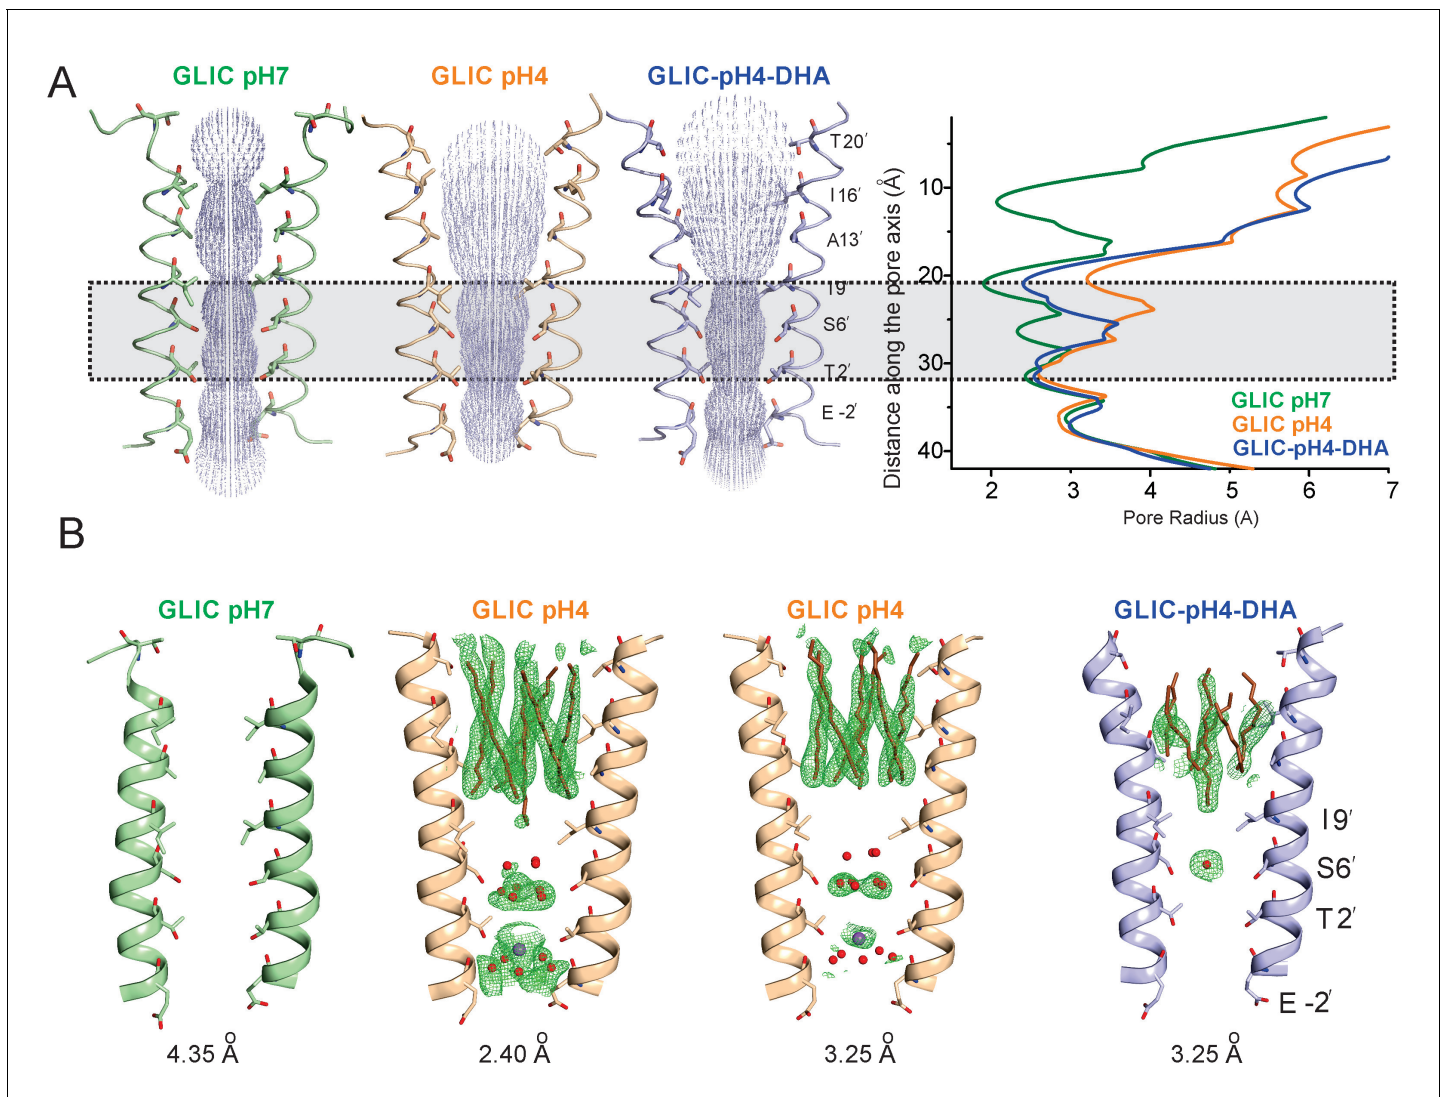 A
GLIC pH7
GLIC pH4
GLIC-pH4-DHA
T20′
I16′
A13′
I9′
S6′
T2′
E -2′
Distance along the pore axis (Å)
10
20
30
40
GLIC pH7
GLIC pH4
GLIC-pH4-DHA
2 3 4 5 6 7
Pore Radius (A)
B
GLIC pH7
GLIC pH4
GLIC pH4
GLIC-pH4-DHA
I9′
S6′
T2′
E -2′
4.35 Å
2.40 Å
3.25 Å
3.25 Å